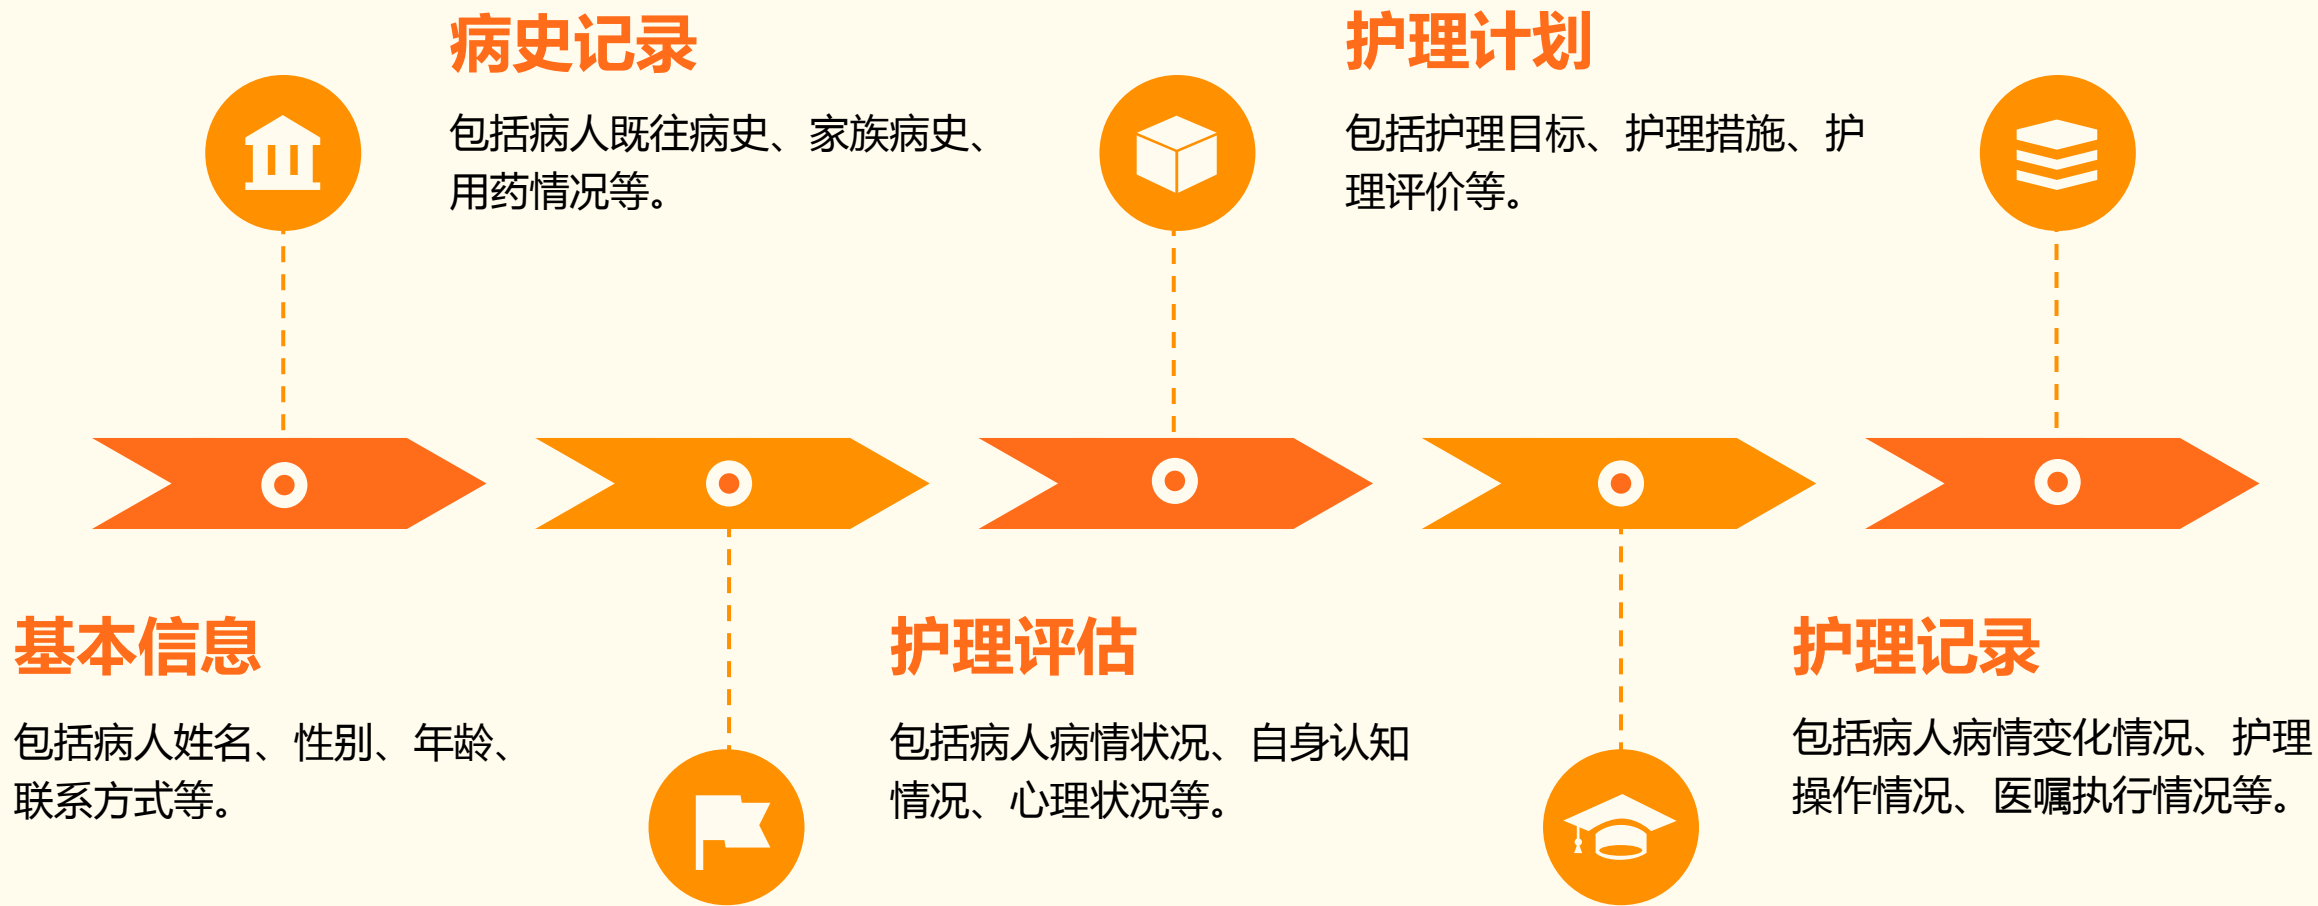 病史记录
包括病人既往病史、家族病史、
用药情况等。
护理计划
包括护理目标、护理措施、护
理评价等。
基本信息
包括病人姓名、性别、年龄、
联系方式等。
护理评估
包括病人病情状况、自身认知
情况、心理状况等。
护理记录
包括病人病情变化情况、护理
操作情况、医嘱执行情况等。